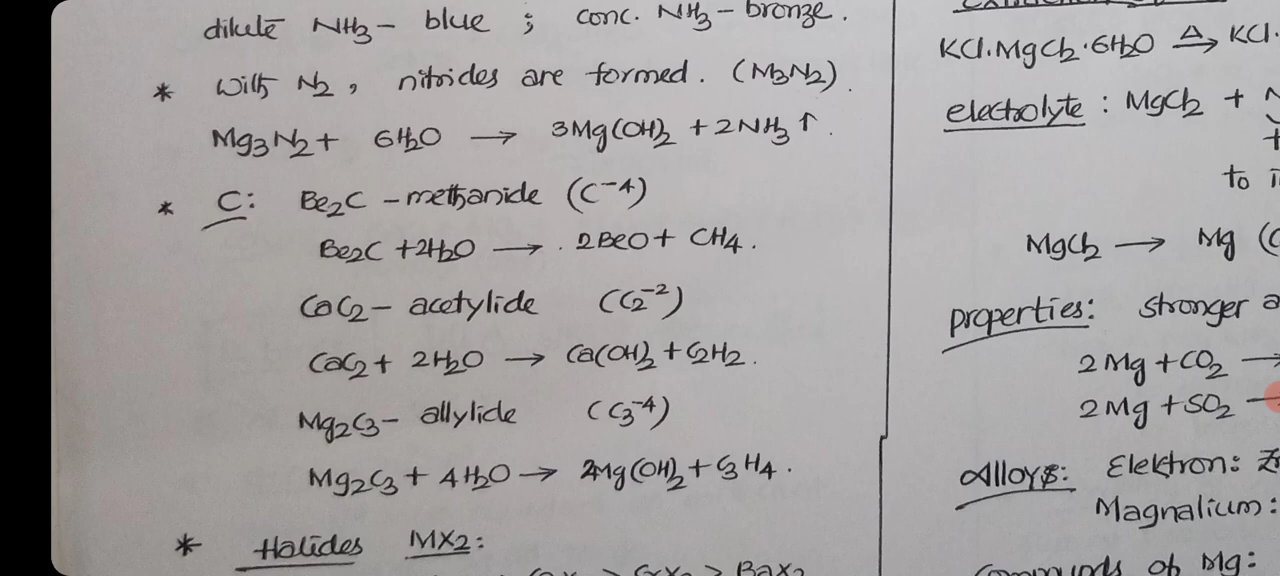 dilute NH3 - blue ; conc. NH3 - bronze.
* with N2, nitrides are formed. (M3N2).
Mg3N2 + 6H2O → 3Mg(OH)2 + 2NH3 ↑.
* C: Be2C - methanide (C-4)
Be2C + 2H2O → . 2BeO + CH4.
CaC2 - acetylide (C2-2)
CaC2 + 2H2O → Ca(OH)2 + C2H2.
Mg2C3 - allylide (C3-4)
Mg2C3 + 4H2O → 2Mg(OH)2 + C3H4.
* Halides MX2:
> BaX2
KCl.MgCl2.6H2O Δ→ KCl.
electrolyte: MgCl2 +
+
to
MgCl2 → Mg
properties: Stronger
2Mg + CO2 →
2Mg + SO2 →
Alloys: Elektron:
Magnalium:
Compounds of Mg: